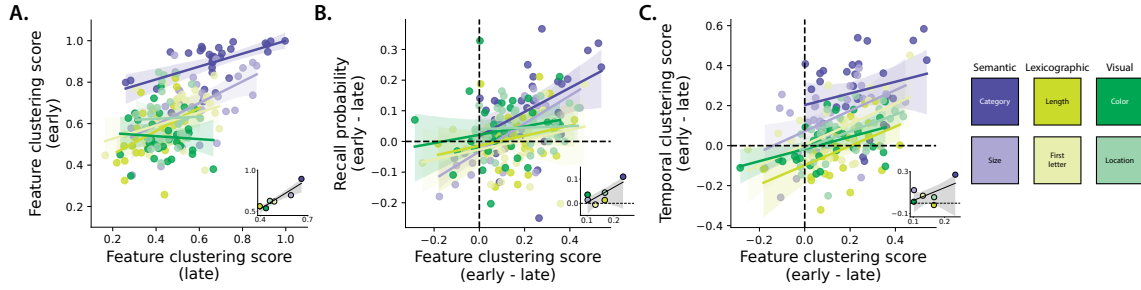 A.
Feature clustering score
(early)
1.0
0.8
0.6
0.4
0.2
0.2
0.4
0.6
0.8
1.0
Feature clustering score
(late)
1.0
0.5
0.4
0.7
B.
Recall probability
(early - late)
0.3
0.2
0.1
0.0
−0.1
−0.2
−0.2
0.0
0.2
0.4
0.6
Feature clustering score
(early - late)
0.1
0.0
0.1
0.2
C.
Temporal clustering score
(early - late)
0.6
0.4
0.2
0.0
−0.2
−0.4
−0.2
0.0
0.2
0.4
0.6
Feature clustering score
(early - late)
0.3
−0.1
0.1
0.2
Semantic
Lexicographic
Visual
Category
Length
Color
Size
First
letter
Location